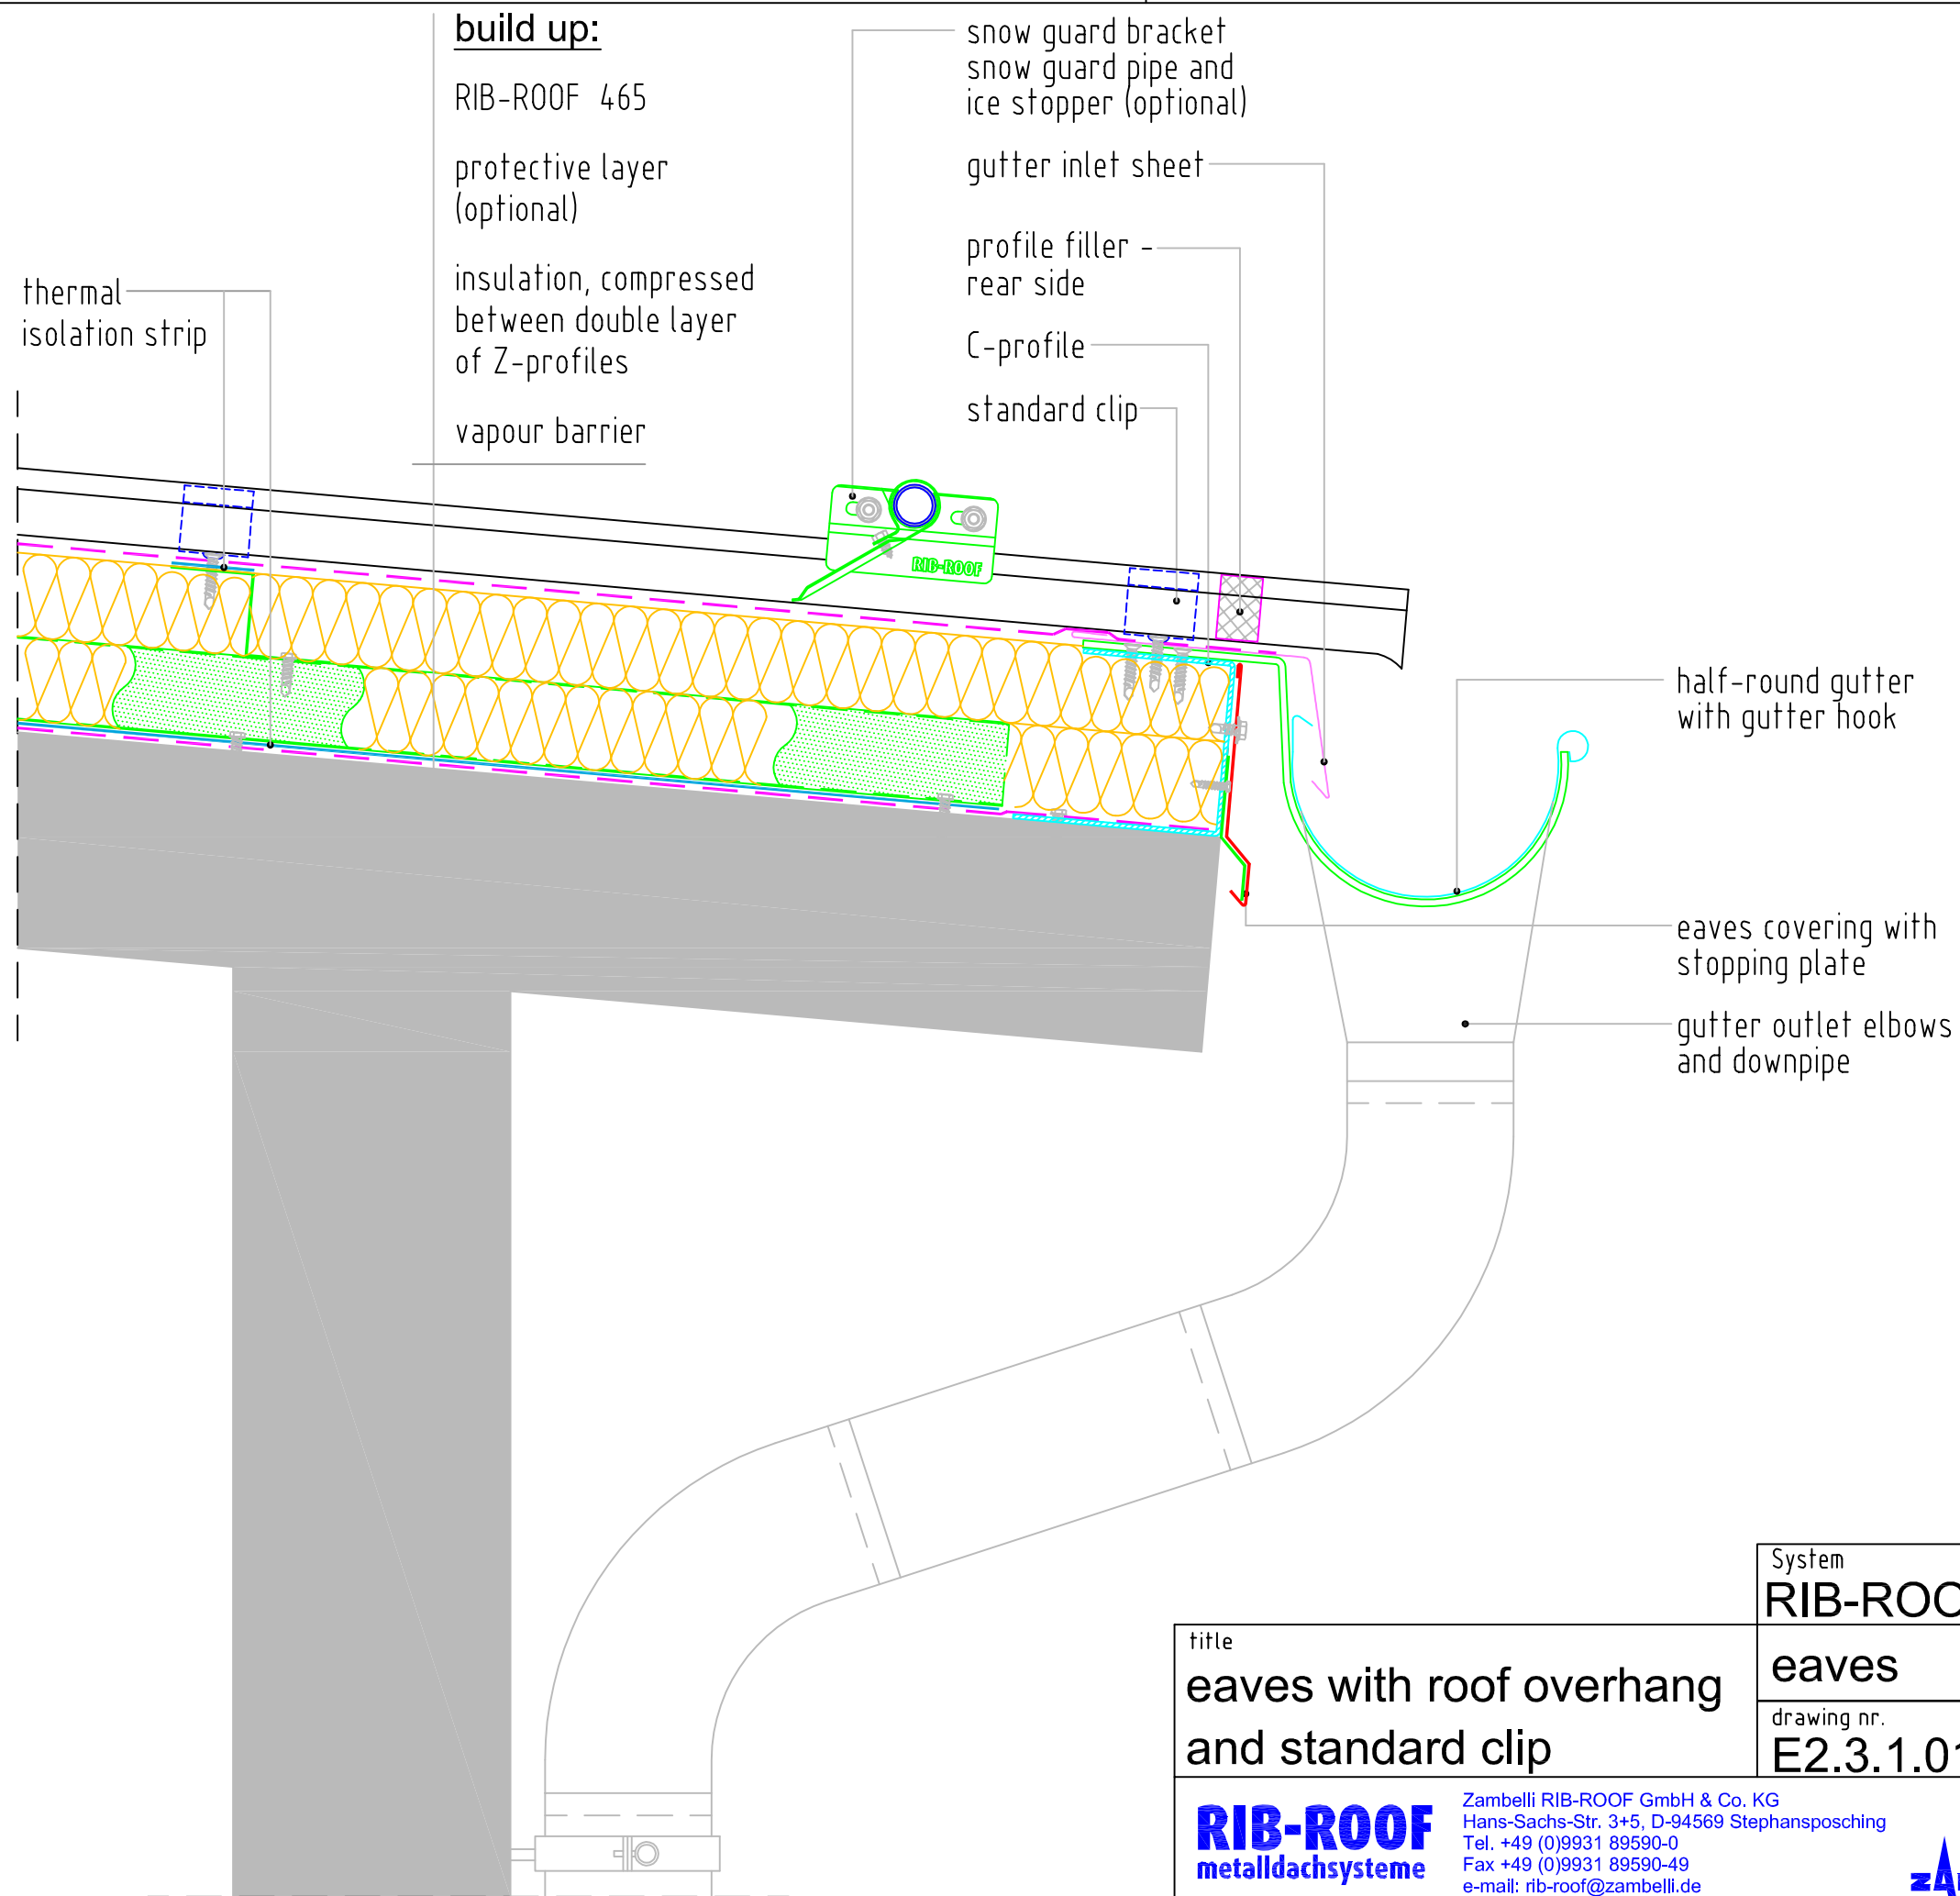 build up:
RIB-ROOF 465
protective layer
(optional)
insulation, compressed
between double layer
of Z-profiles
vapour barrier
thermal
isolation strip
snow guard bracket
snow guard pipe and
ice stopper (optional)
gutter inlet sheet
profile filler -
rear side
C-profile
standard clip
RIB-ROOF
half-round gutter
with gutter hook
eaves covering with
stopping plate
gutter outlet elbows
and downpipe
System
RIB-ROO
title
eaves with roof overhang
and standard clip
eaves
drawing nr.
E2.3.1.01
RIB-ROOF
metalldachsysteme
Zambelli RIB-ROOF GmbH & Co. KG
Hans-Sachs-Str. 3+5, D-94569 Stephansposching
Tel. +49 (0)9931 89590-0
Fax +49 (0)9931 89590-49
e-mail: rib-roof@zambelli.de